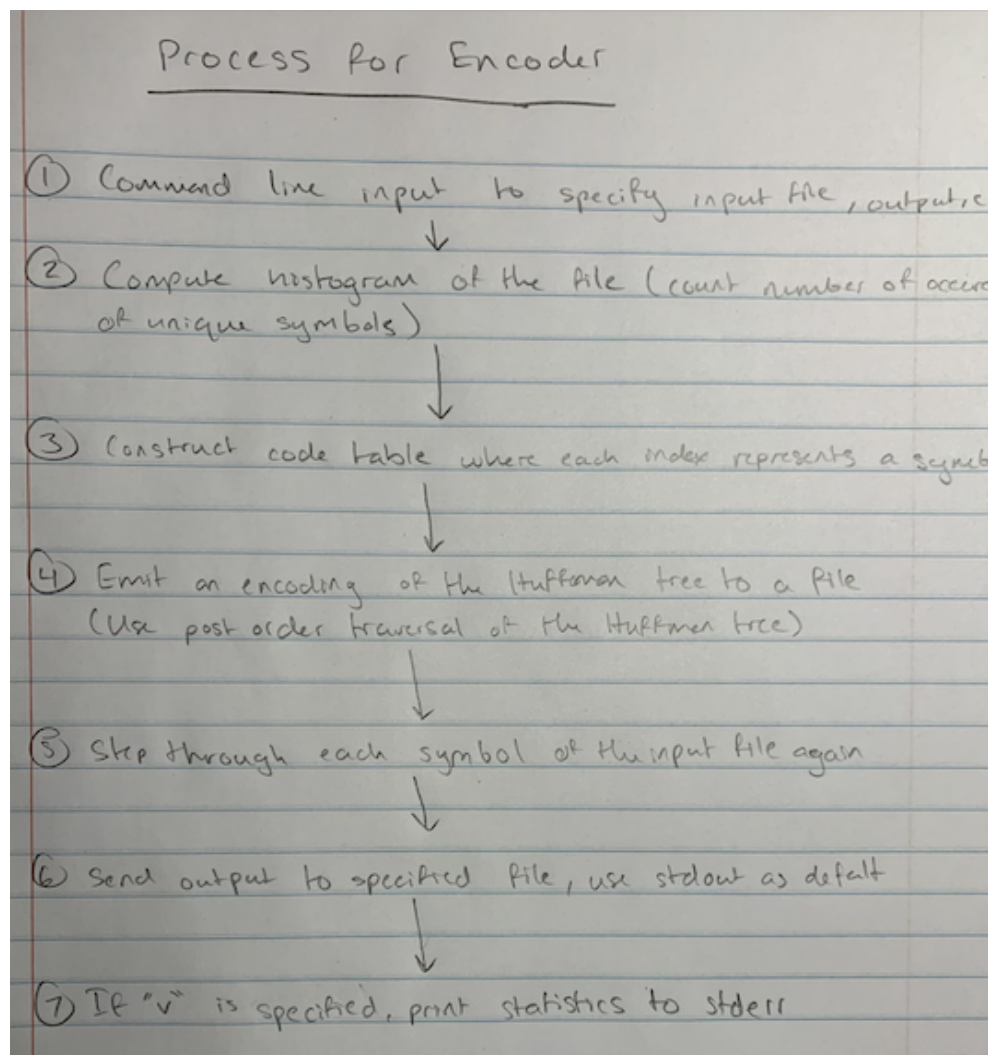 Process for Encoder
① Command line input to specify input file, output,
② Compute histogram of the file (count number of
of unique symbols)
③ Construct code table where each index represents a
④ Emit an encoding of the Huffman tree to a file
(Use post order traversal of the Huffman tree)
⑤ Step through each symbol of the input file again
⑥ Send output to specified file, use stdout as defalt
⑦ If "v" is specified, print statistics to stderr